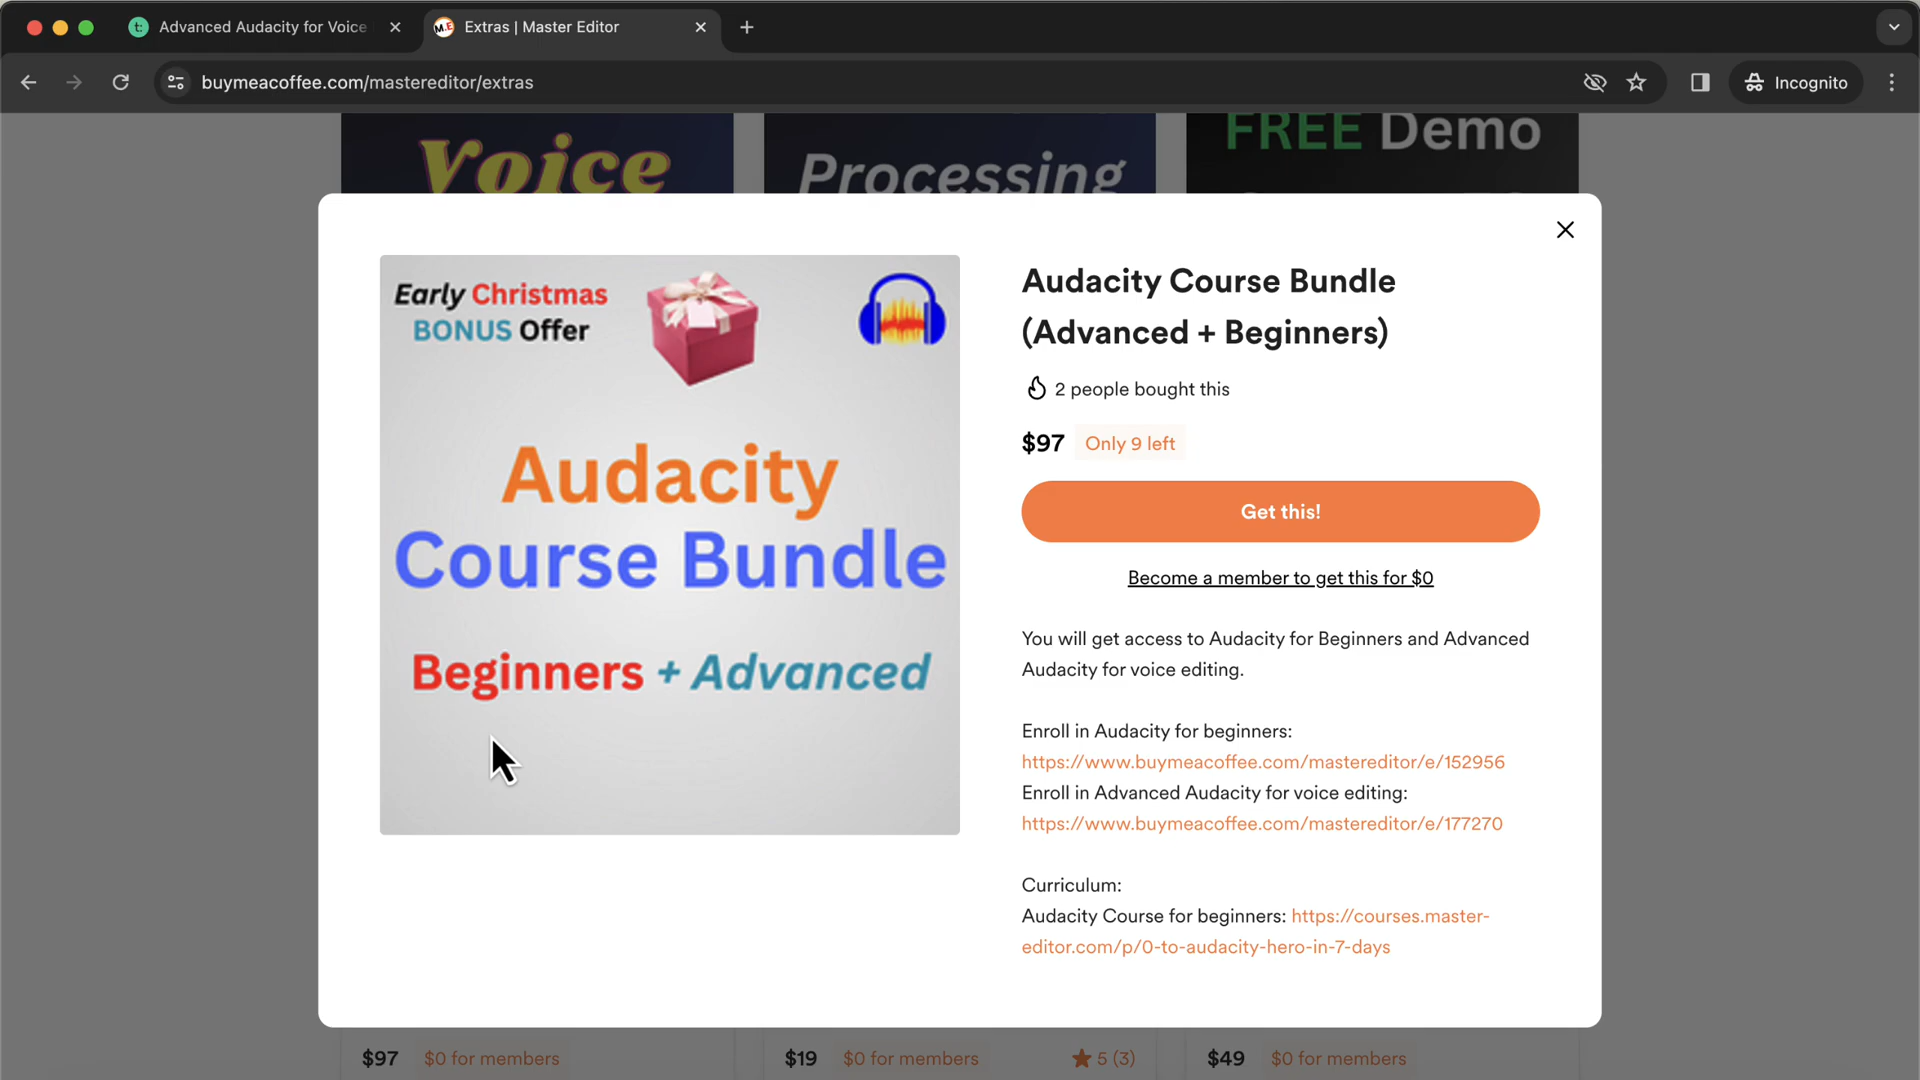 Advanced Audacity for Voice
Extras | Master Editor
buymeacoffee.com/mastereditor/extras
Incognito
Voice
Processing
FREE Demo
Early Christmas
BONUS Offer
Audacity
Course Bundle
Beginners + Advanced
Audacity Course Bundle
(Advanced + Beginners)
2 people bought this
$97 Only 9 left
Get this!
Become a member to get this for $0
You will get access to Audacity for Beginners and Advanced
Audacity for voice editing.
Enroll in Audacity for beginners:
https://www.buymeacoffee.com/mastereditor/e/152956
Enroll in Advanced Audacity for voice editing:
https://www.buymeacoffee.com/mastereditor/e/177270
Curriculum:
Audacity Course for beginners: https://courses.master-
editor.com/p/0-to-audacity-hero-in-7-days
$97 $0 for members
$19 $0 for members 5 (3)
$49 $0 for members